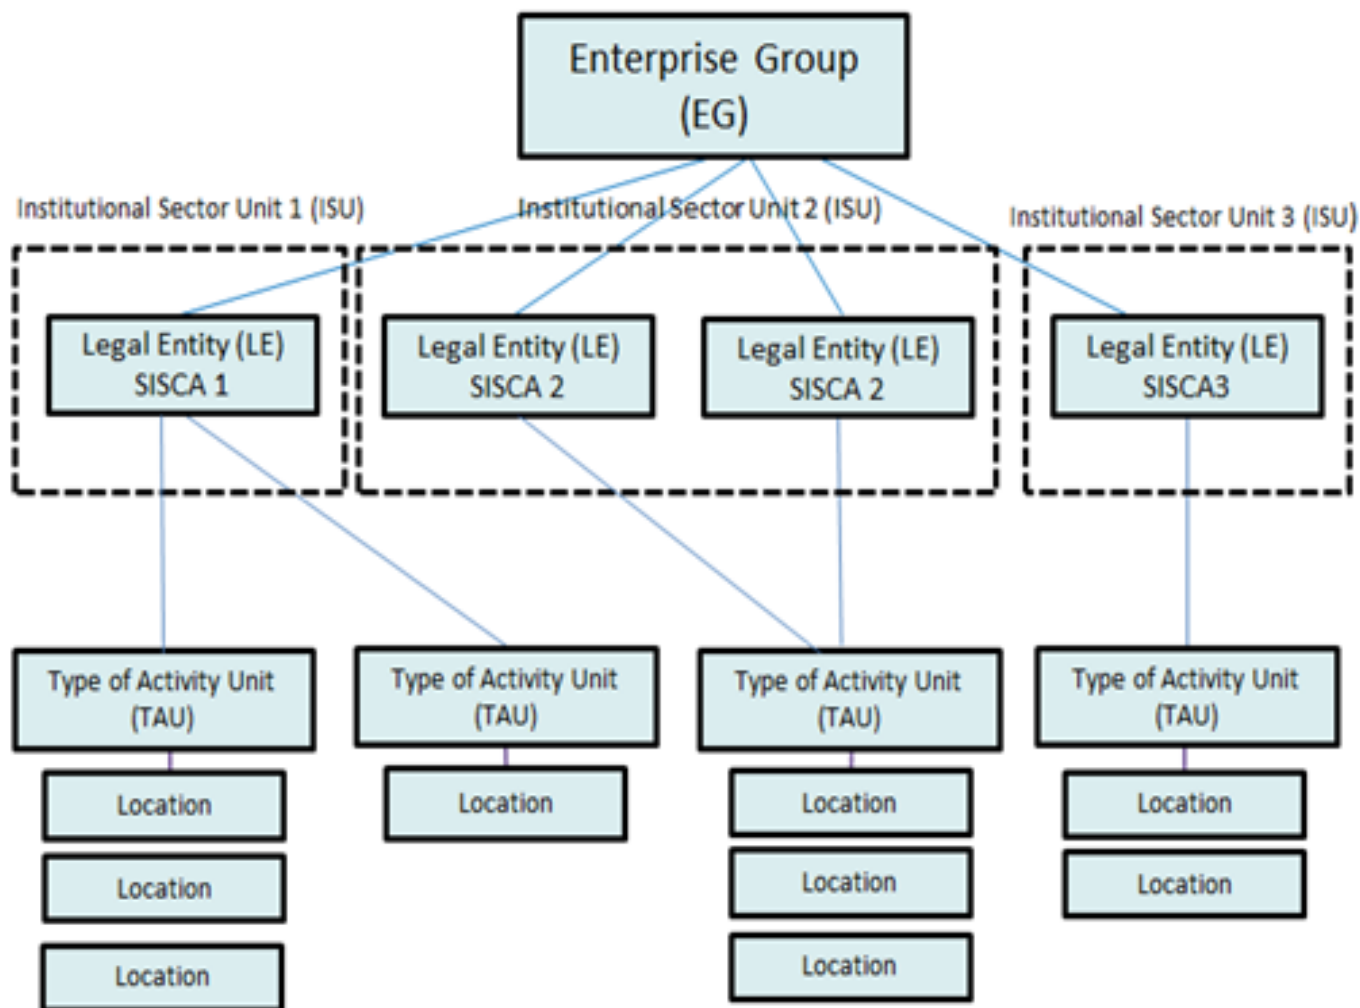 Enterprise Group
(EG)
Institutional Sector Unit 1 (ISU)
Institutional Sector Unit 2 (ISU)
Institutional Sector Unit 3 (ISU)
Legal Entity (LE)
SISCA 1
Legal Entity (LE)
SISCA 2
Legal Entity (LE)
SISCA 2
Legal Entity (LE)
SISCA3
Type of Activity Unit
(TAU)
Type of Activity Unit
(TAU)
Type of Activity Unit
(TAU)
Type of Activity Unit
(TAU)
Location
Location
Location
Location
Location
Location
Location
Location
Location